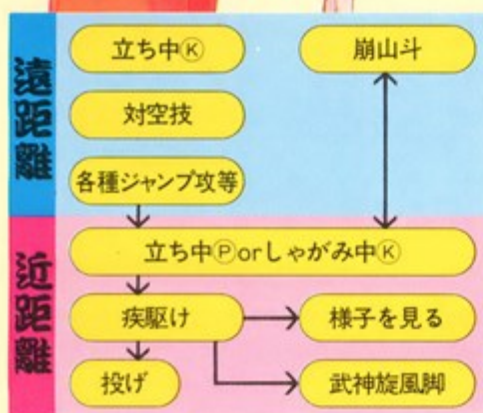 遠距離
立ち中Ⓚ
崩山斗
対空技
各種ジャンプ攻等
近距離
立ち中Ⓟorしゃがみ中Ⓚ
疾駆け
様子を見る
投げ
武神旋風脚